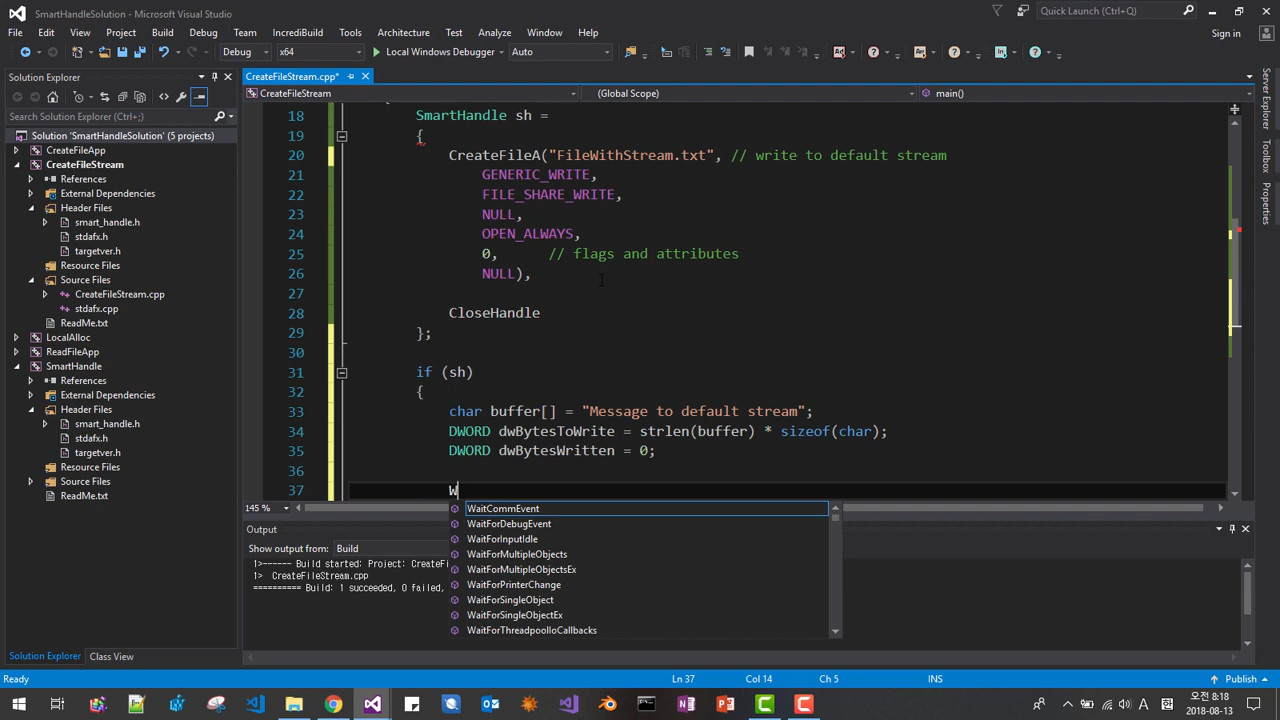 SmartHandleSolution - Microsoft Visual Studio
Quick Launch (Ctrl+Q)
File Edit View Project Build Debug Team IncrediBuild Tools Architecture Test Analyze Window Help
Sign in
Debug x64 Local Windows Debugger Auto
Solution Explorer
Search Solution Explorer (Ctrl+;)
Solution 'SmartHandleSolution' (5 projects)
CreateFileApp
CreateFileStream
References
External Dependencies
Header Files
smart_handle.h
stdafx.h
targetver.h
Resource Files
Source Files
CreateFileStream.cpp
stdafx.cpp
ReadMe.txt
LocalAlloc
ReadFileApp
SmartHandle
References
External Dependencies
Header Files
smart_handle.h
stdafx.h
targetver.h
Resource Files
Source Files
ReadMe.txt
Solution Explorer Class View
CreateFileStream.cpp*
CreateFileStream (Global Scope) main()
18 SmartHandle sh =
19 {
20 CreateFileA("FileWithStream.txt", // write to default stream
21 GENERIC_WRITE,
22 FILE_SHARE_WRITE,
23 NULL,
24 OPEN_ALWAYS,
25 0, // flags and attributes
26 NULL),
27
28 CloseHandle
29 };
30
31 if (sh)
32 {
33 char buffer[] = "Message to default stream";
34 DWORD dwBytesToWrite = strlen(buffer) * sizeof(char);
35 DWORD dwBytesWritten = 0;
36
37 W
WaitCommEvent
WaitForDebugEvent
WaitForInputIdle
WaitForMultipleObjects
WaitForMultipleObjectsEx
WaitForPrinterChange
WaitForSingleObject
WaitForSingleObjectEx
WaitForThreadpoolIoCallbacks
145 %
Output
Show output from: Build
1>------ Build started: Project: CreateFi
1> CreateFileStream.cpp
========== Build: 1 succeeded, 0 failed,
Server Explorer
Toolbox
Properties
Ready Ln 37 Col 14 Ch 5 INS Publish
A 오전 8:18
2018-08-13